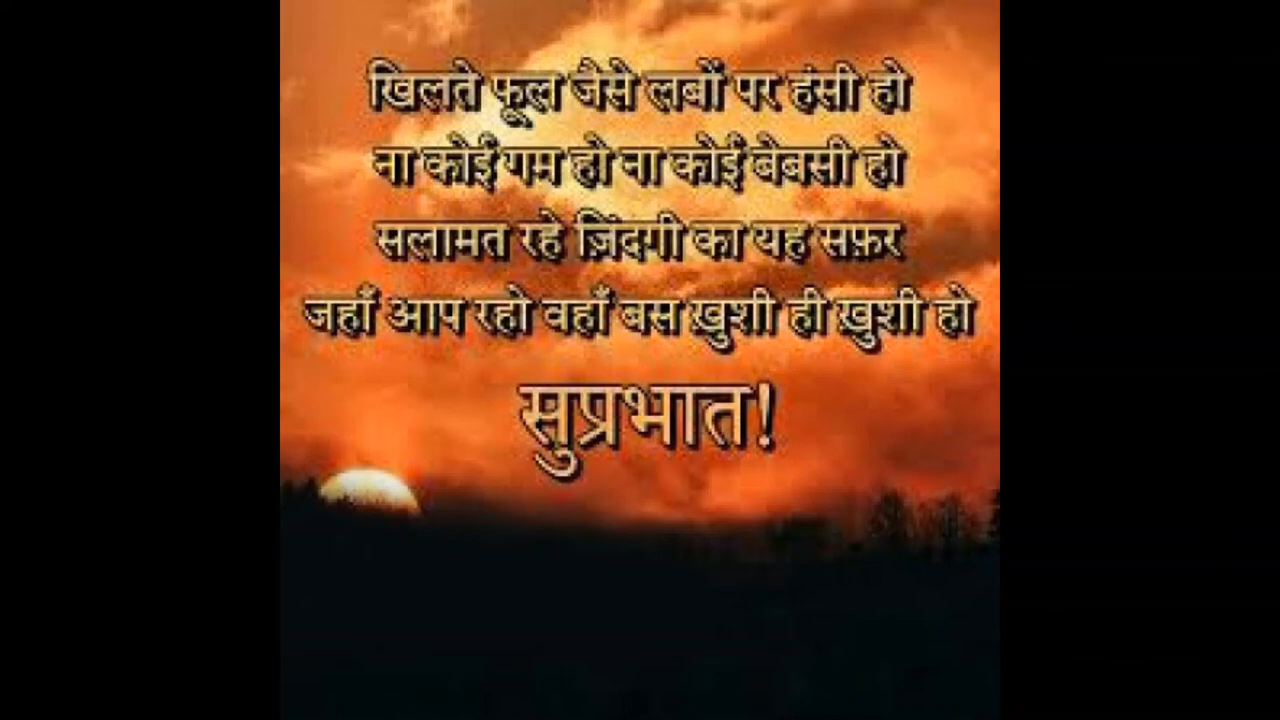 खिलते फूल जैसे लबों पर हंसी हो
ना कोई गम हो ना कोई बेबसी हो
सलामत रहे ज़िंदगी का यह सफ़र
जहाँ आप रहो वहाँ बस ख़ुशी ही ख़ुशी हो
सुप्रभात!